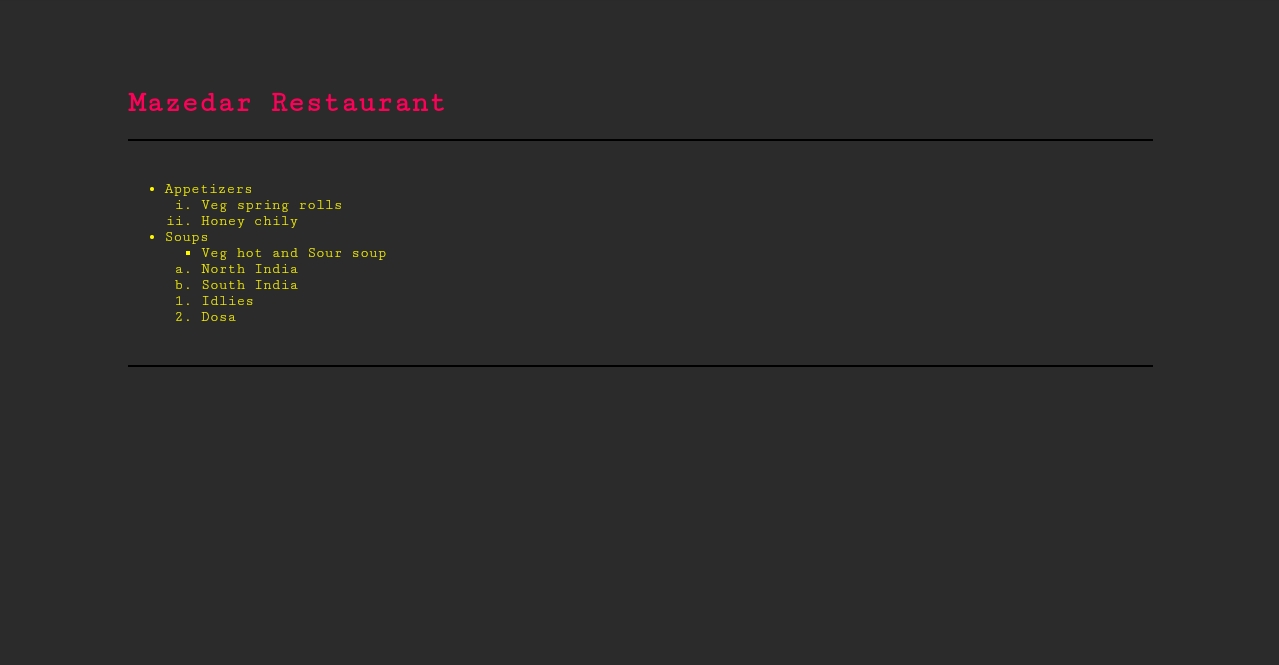 Mazedar Restaurant
• Appetizers
i. Veg spring rolls
ii. Honey chily
• Soups
▪ Veg hot and Sour soup
a. North India
b. South India
1. Idlies
2. Dosa